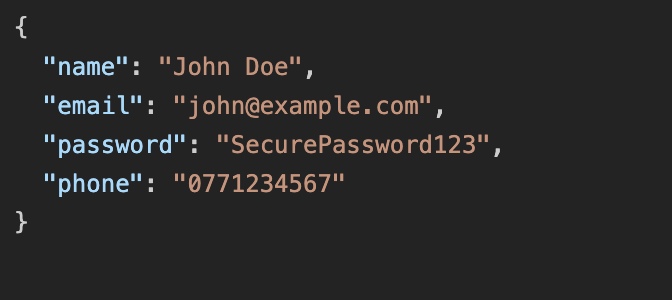 {
  "name": "John Doe",
  "email": "john@example.com",
  "password": "SecurePassword123",
  "phone": "0771234567"
}